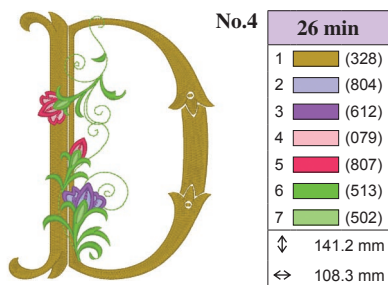 No.4
26 min
1 (328)
2 (804)
3 (612)
4 (079)
5 (807)
6 (513)
7 (502)
↕ 141.2 mm
↔ 108.3 mm